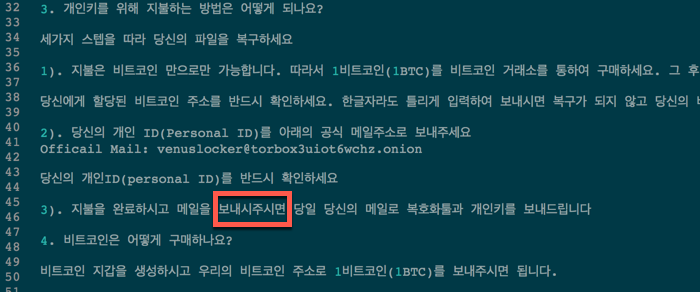 32 3. 개인키를 위해 지불하는 방법은 어떻게 되나요?
33
34 세가지 스텝을 따라 당신의 파일을 복구하세요
35
36 1). 지불은 비트코인 만으로만 가능합니다. 따라서 1비트코인(1BTC)를 비트코인 거래소를 통하여 구매하세요. 그 후
37
38 당신에게 할당된 비트코인 주소를 반드시 확인하세요. 한글자라도 틀리게 입력하여 보내시면 복구가 되지 않고 당신의
39
40 2). 당신의 개인 ID(Personal ID)를 아래의 공식 메일주소로 보내주세요
41 Officail Mail: venuslocker@torbox3uiot6wchz.onion
42
43 당신의 개인ID(personal ID)를 반드시 확인하세요
44
45 3). 지불을 완료하시고 메일을 보내시주시면 당일 당신의 메일로 복호화툴과 개인키를 보내드립니다
46
47
48 4. 비트코인은 어떻게 구매하나요?
49
50 비트코인 지갑을 생성하시고 우리의 비트코인 주소로 1비트코인(1BTC)를 보내주시면 됩니다.